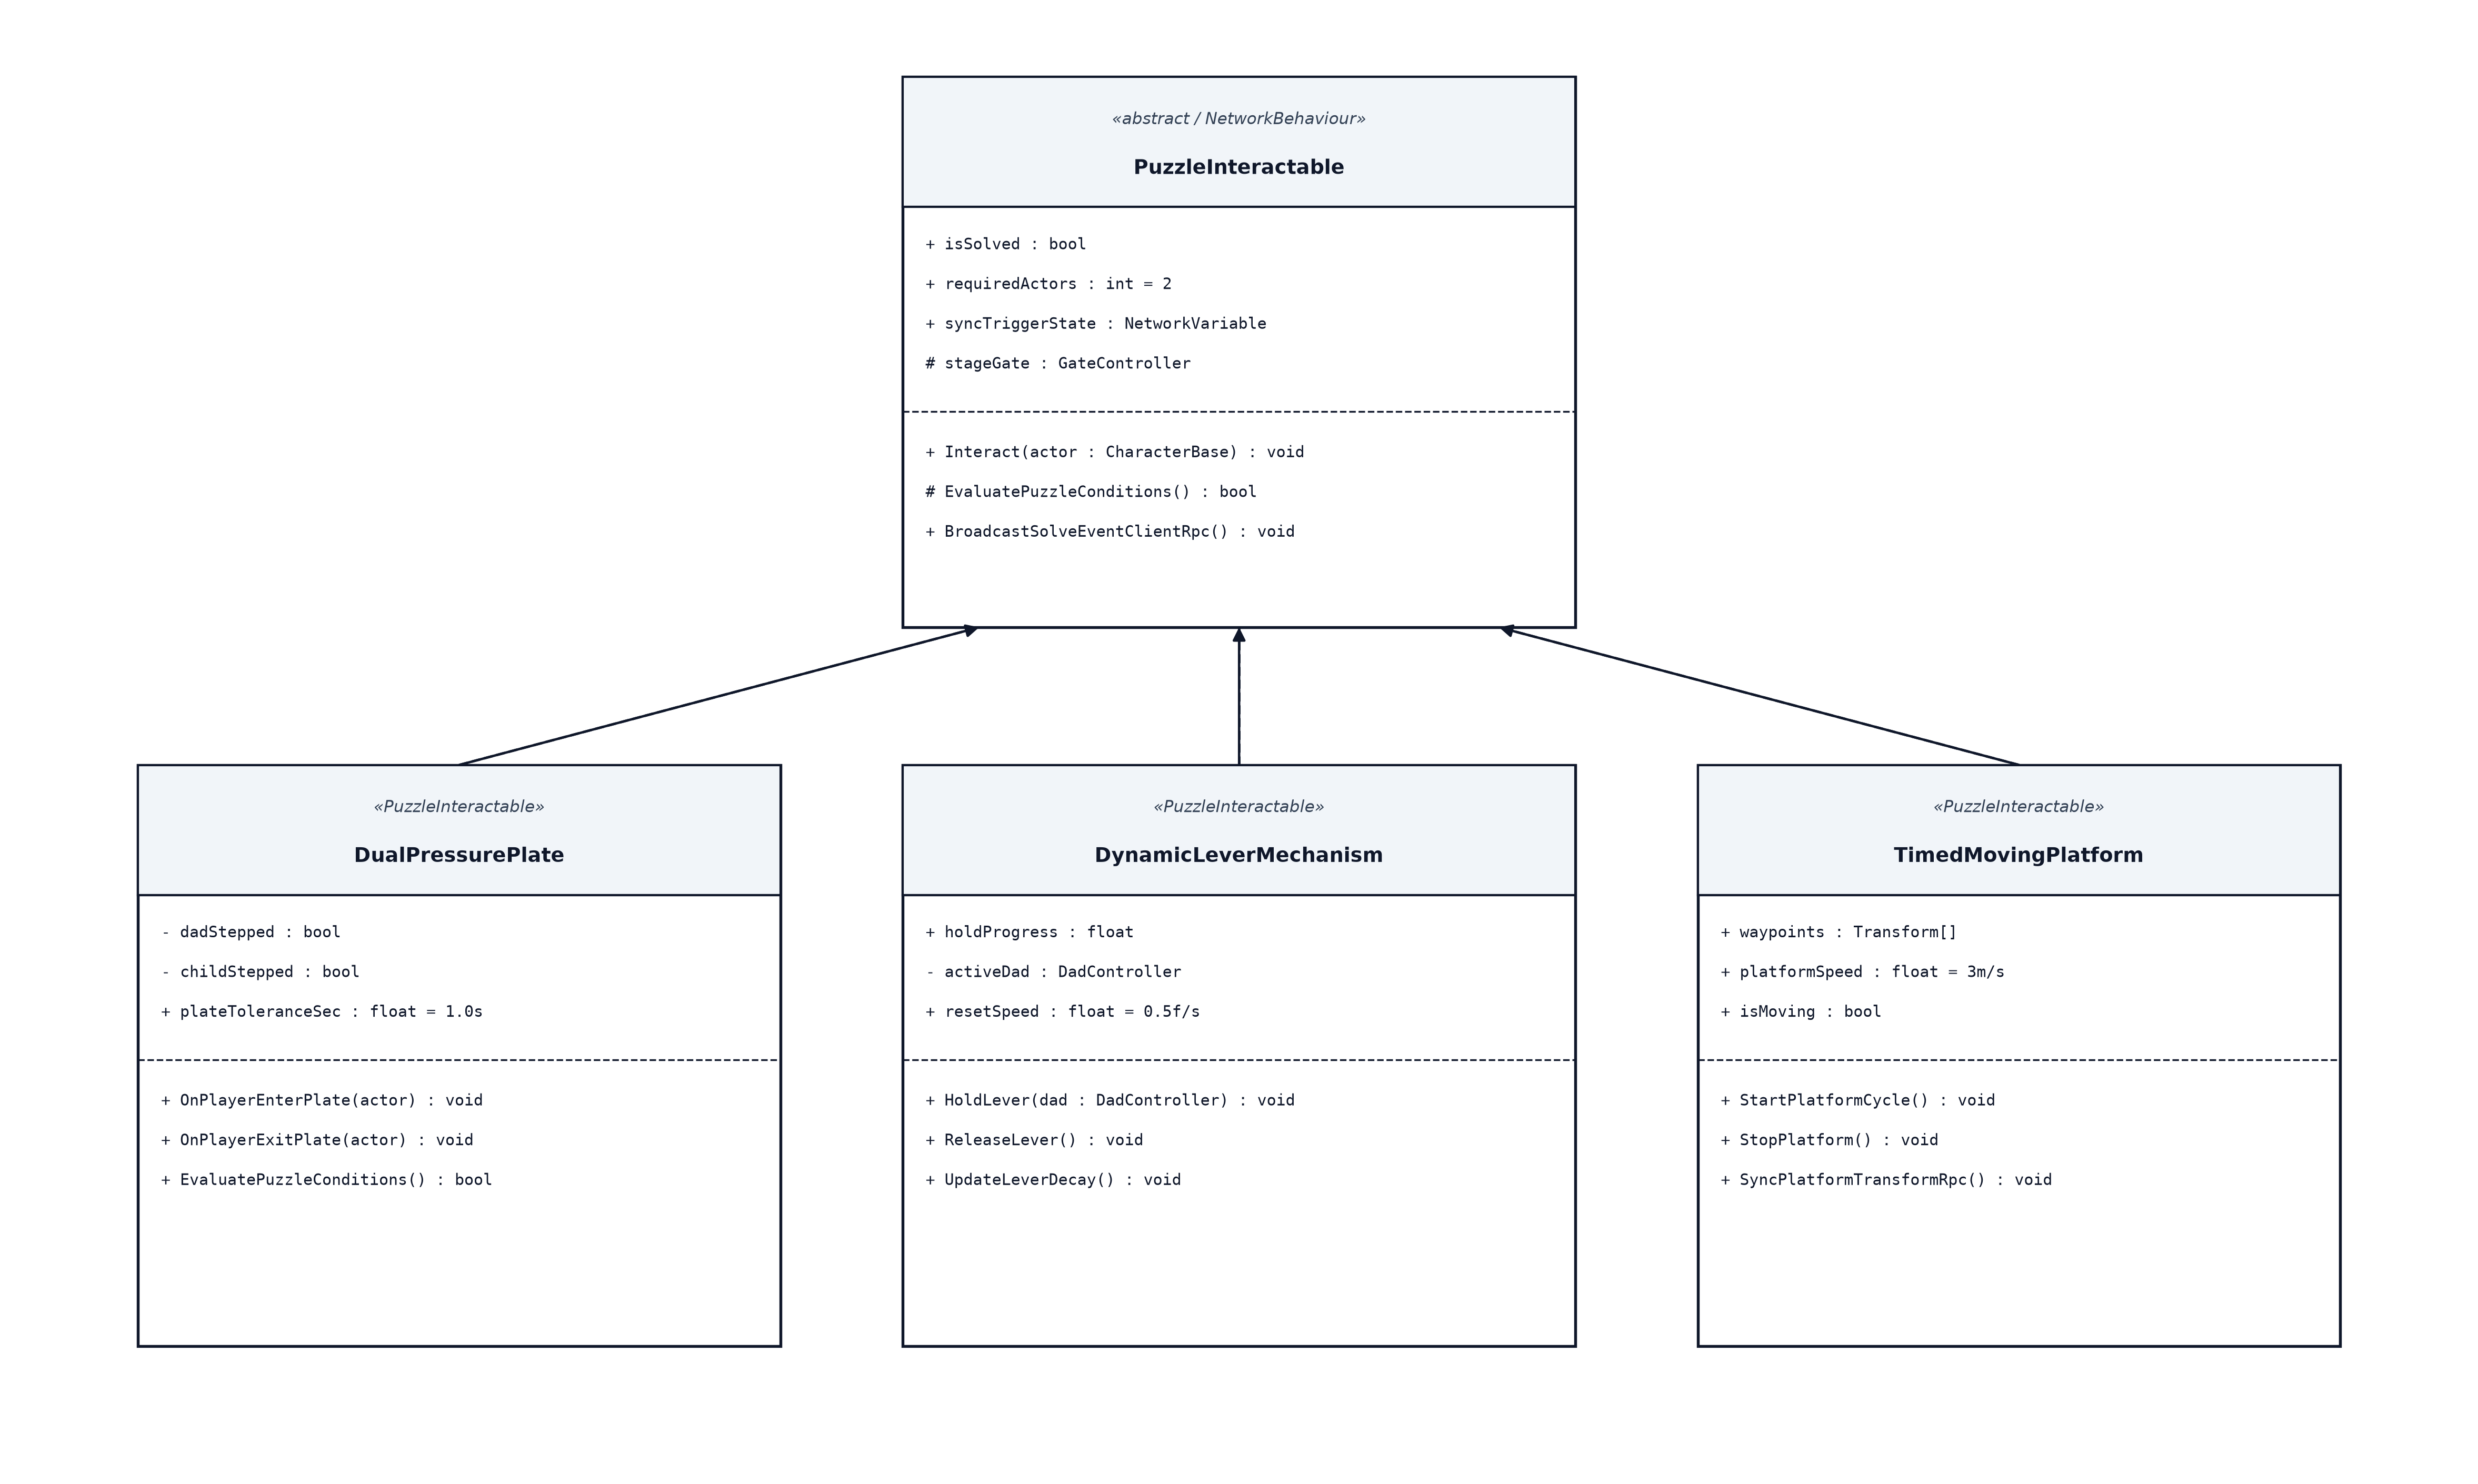 «abstract / NetworkBehaviour»
PuzzleInteractable
+ isSolved : bool
+ requiredActors : int = 2
+ syncTriggerState : NetworkVariable
# stageGate : GateController
+ Interact(actor : CharacterBase) : void
# EvaluatePuzzleConditions() : bool
+ BroadcastSolveEventClientRpc() : void
«PuzzleInteractable»
DualPressurePlate
- dadStepped : bool
- childStepped : bool
+ plateToleranceSec : float = 1.0s
+ OnPlayerEnterPlate(actor) : void
+ OnPlayerExitPlate(actor) : void
+ EvaluatePuzzleConditions() : bool
«PuzzleInteractable»
DynamicLeverMechanism
+ holdProgress : float
- activeDad : DadController
+ resetSpeed : float = 0.5f/s
+ HoldLever(dad : DadController) : void
+ ReleaseLever() : void
+ UpdateLeverDecay() : void
«PuzzleInteractable»
TimedMovingPlatform
+ waypoints : Transform[]
+ platformSpeed : float = 3m/s
+ isMoving : bool
+ StartPlatformCycle() : void
+ StopPlatform() : void
+ SyncPlatformTransformRpc() : void